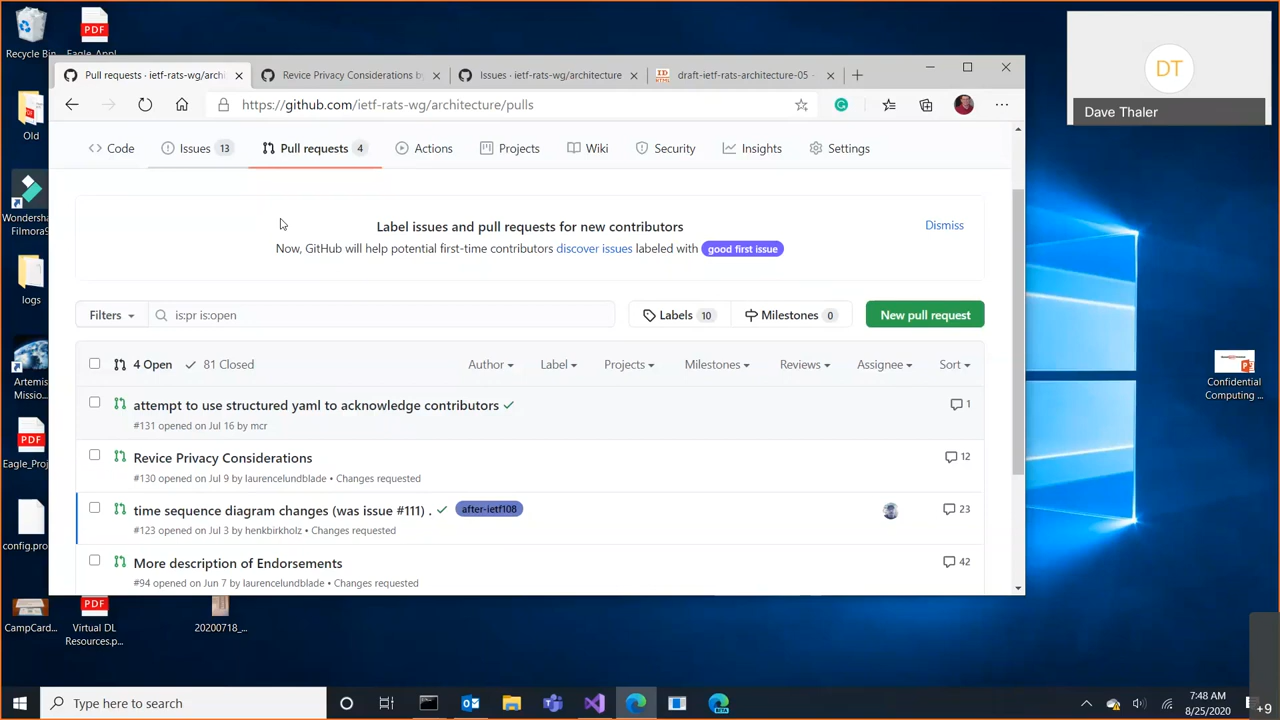 Recycle Bin
Eagle_Appl...
Old
Wondersha...
Filmora9
logs
Artemis
Missio...
Eagle_Proj...
config.pro...
CampCard...
Virtual DL
Resources.p...
20200718_...
Pull requests · ietf-rats-wg/archi
Revice Privacy Considerations by
Issues · ietf-rats-wg/architecture
draft-ietf-rats-architecture-05 -
https://github.com/ietf-rats-wg/architecture/pulls
Code
Issues 13
Pull requests 4
Actions
Projects
Wiki
Security
Insights
Settings
Label issues and pull requests for new contributors
Dismiss
Now, GitHub will help potential first-time contributors discover issues labeled with good first issue
Filters
is:pr is:open
Labels 10
Milestones 0
New pull request
4 Open
81 Closed
Author
Label
Projects
Milestones
Reviews
Assignee
Sort
attempt to use structured yaml to acknowledge contributors
1
#131 opened on Jul 16 by mcr
Revice Privacy Considerations
12
#130 opened on Jul 9 by laurencelundblade • Changes requested
time sequence diagram changes (was issue #111) .
after-ietf108
23
#123 opened on Jul 3 by henkbirkholz • Changes requested
More description of Endorsements
42
#94 opened on Jun 7 by laurencelundblade • Changes requested
DT
Dave Thaler
Confidential
Computing ...
Type here to search
7:48 AM
8/25/2020
+9